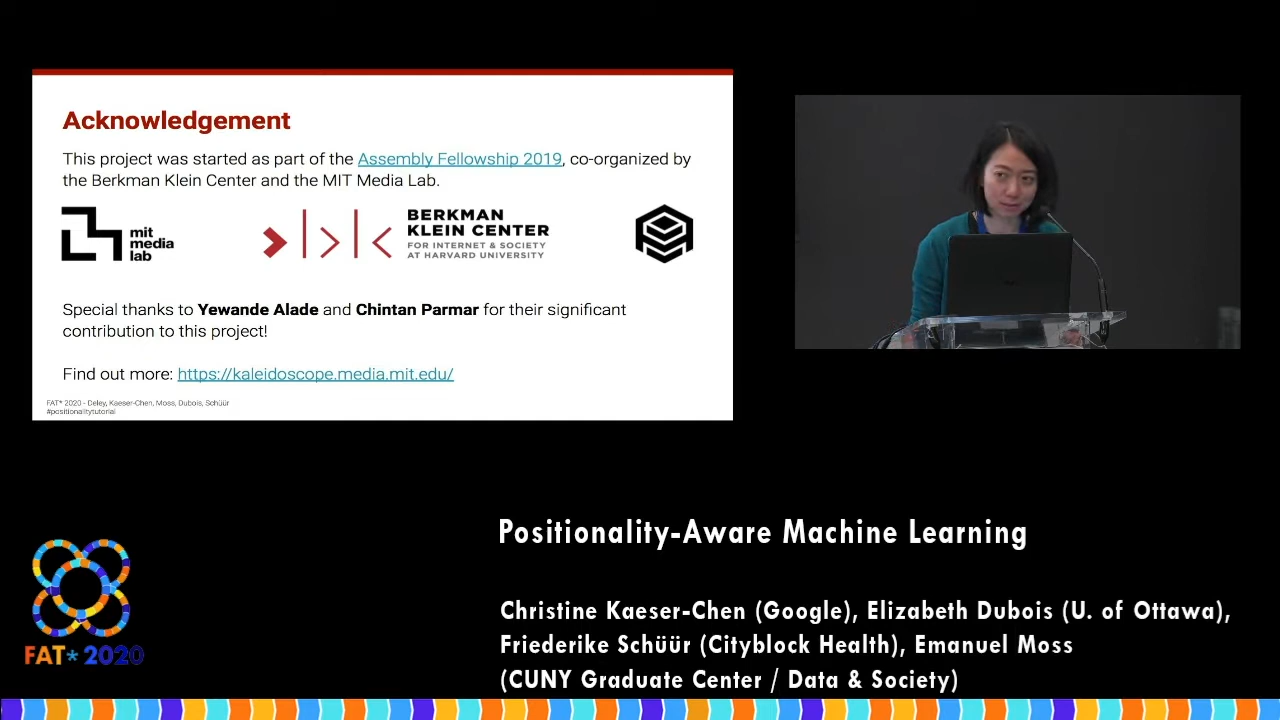 Acknowledgement
This project was started as part of the Assembly Fellowship 2019, co-organized by
the Berkman Klein Center and the MIT Media Lab.
mit
media
lab
BERKMAN
KLEIN CENTER
FOR INTERNET & SOCIETY
AT HARVARD UNIVERSITY
Special thanks to Yewande Alade and Chintan Parmar for their significant
contribution to this project!
Find out more: https://kaleidoscope.media.mit.edu/
FAT* 2020 - Deley, Kaeser-Chen, Moss, Dubois, Schüür
#positionalitytutorial
Positionality-Aware Machine Learning
Christine Kaeser-Chen (Google), Elizabeth Dubois (U. of Ottawa),
Friederike Schüür (Cityblock Health), Emanuel Moss
(CUNY Graduate Center / Data & Society)
FAT* 2020